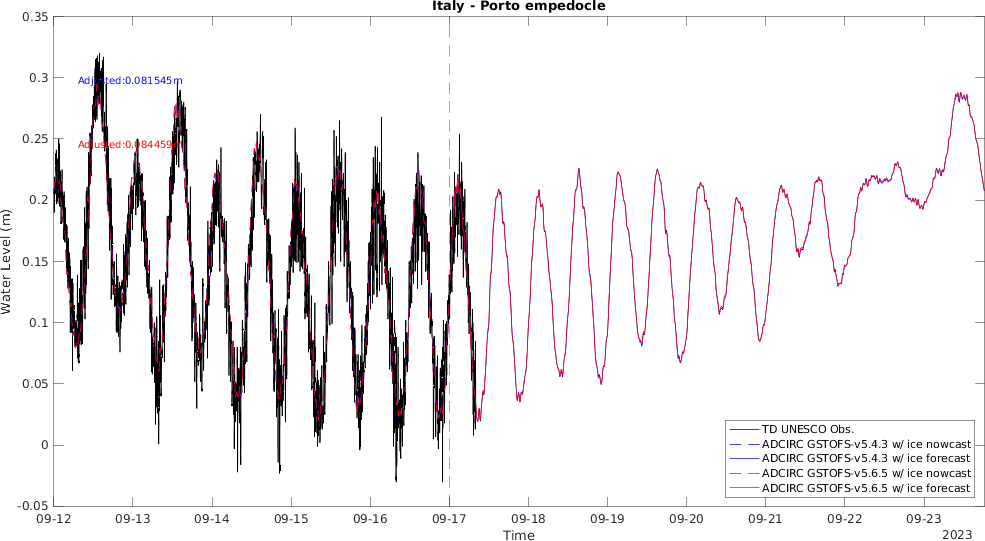 Italy - Porto empedocle
0.35
0.3
0.25
0.2
0.15
0.1
0.05
0
-0.05
Water Level (m)
Adjusted:0.081545m
Adjusted:0.084459m
TD UNESCO Obs.
ADCIRC GSTOFS-v5.4.3 w/ ice nowcast
ADCIRC GSTOFS-v5.4.3 w/ ice forecast
ADCIRC GSTOFS-v5.6.5 w/ ice nowcast
ADCIRC GSTOFS-v5.6.5 w/ ice forecast
09-12 09-13 09-14 09-15 09-16 09-17 09-18 09-19 09-20 09-21 09-22 09-23
Time
2023